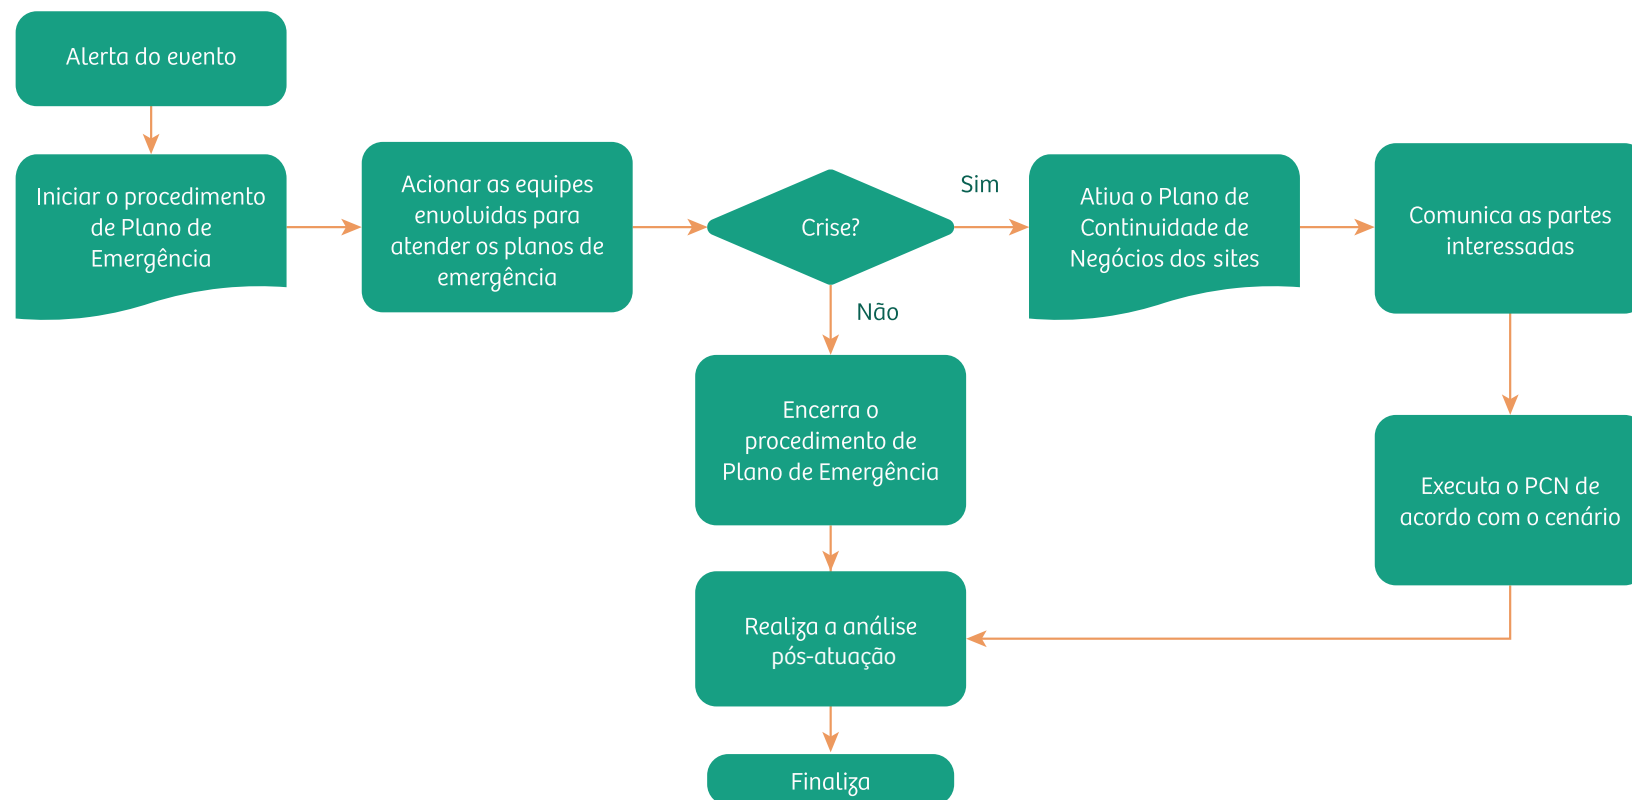 Alerta do evento
Iniciar o procedimento
de Plano de
Emergência
Acionar as equipes
envolvidas para
atender os planos de
emergência
Crise?
Sim
Ativa o Plano de
Continuidade de
Negócios dos sites
Comunica as partes
interessadas
Não
Encerra o
procedimento de
Plano de Emergência
Executa o PCN de
acordo com o cenário
Realiza a análise
pós-atuação
Finaliza